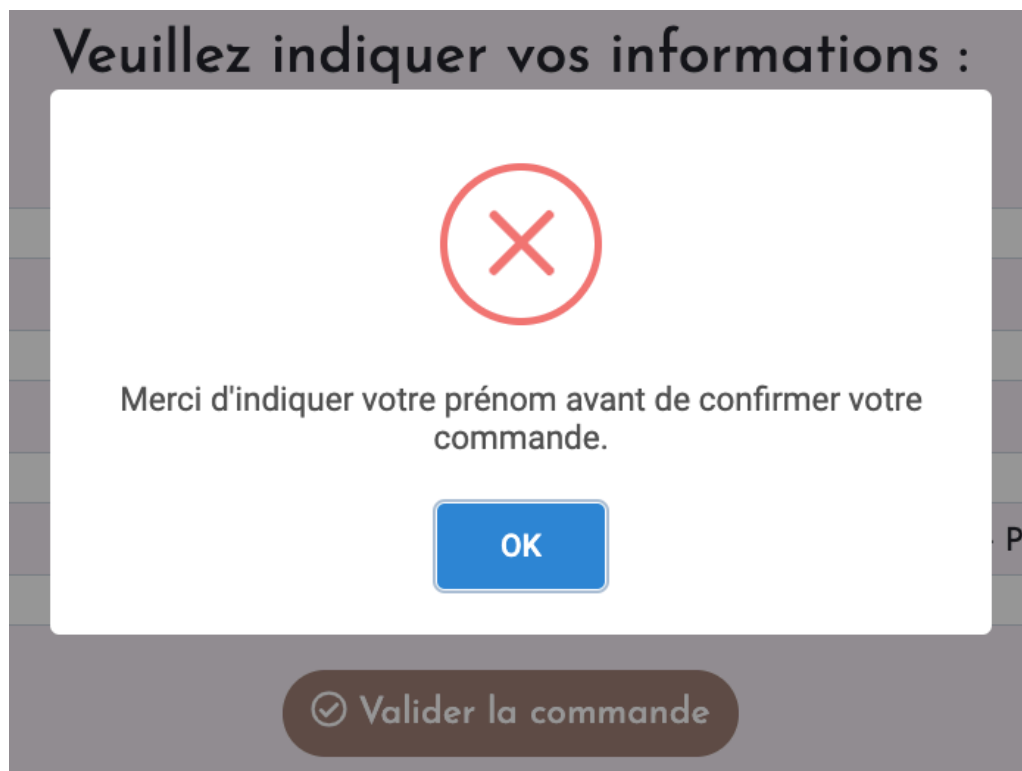 Veuillez indiquer vos informations :
Merci d'indiquer votre prénom avant de confirmer votre
commande.
OK
P
Valider la commande